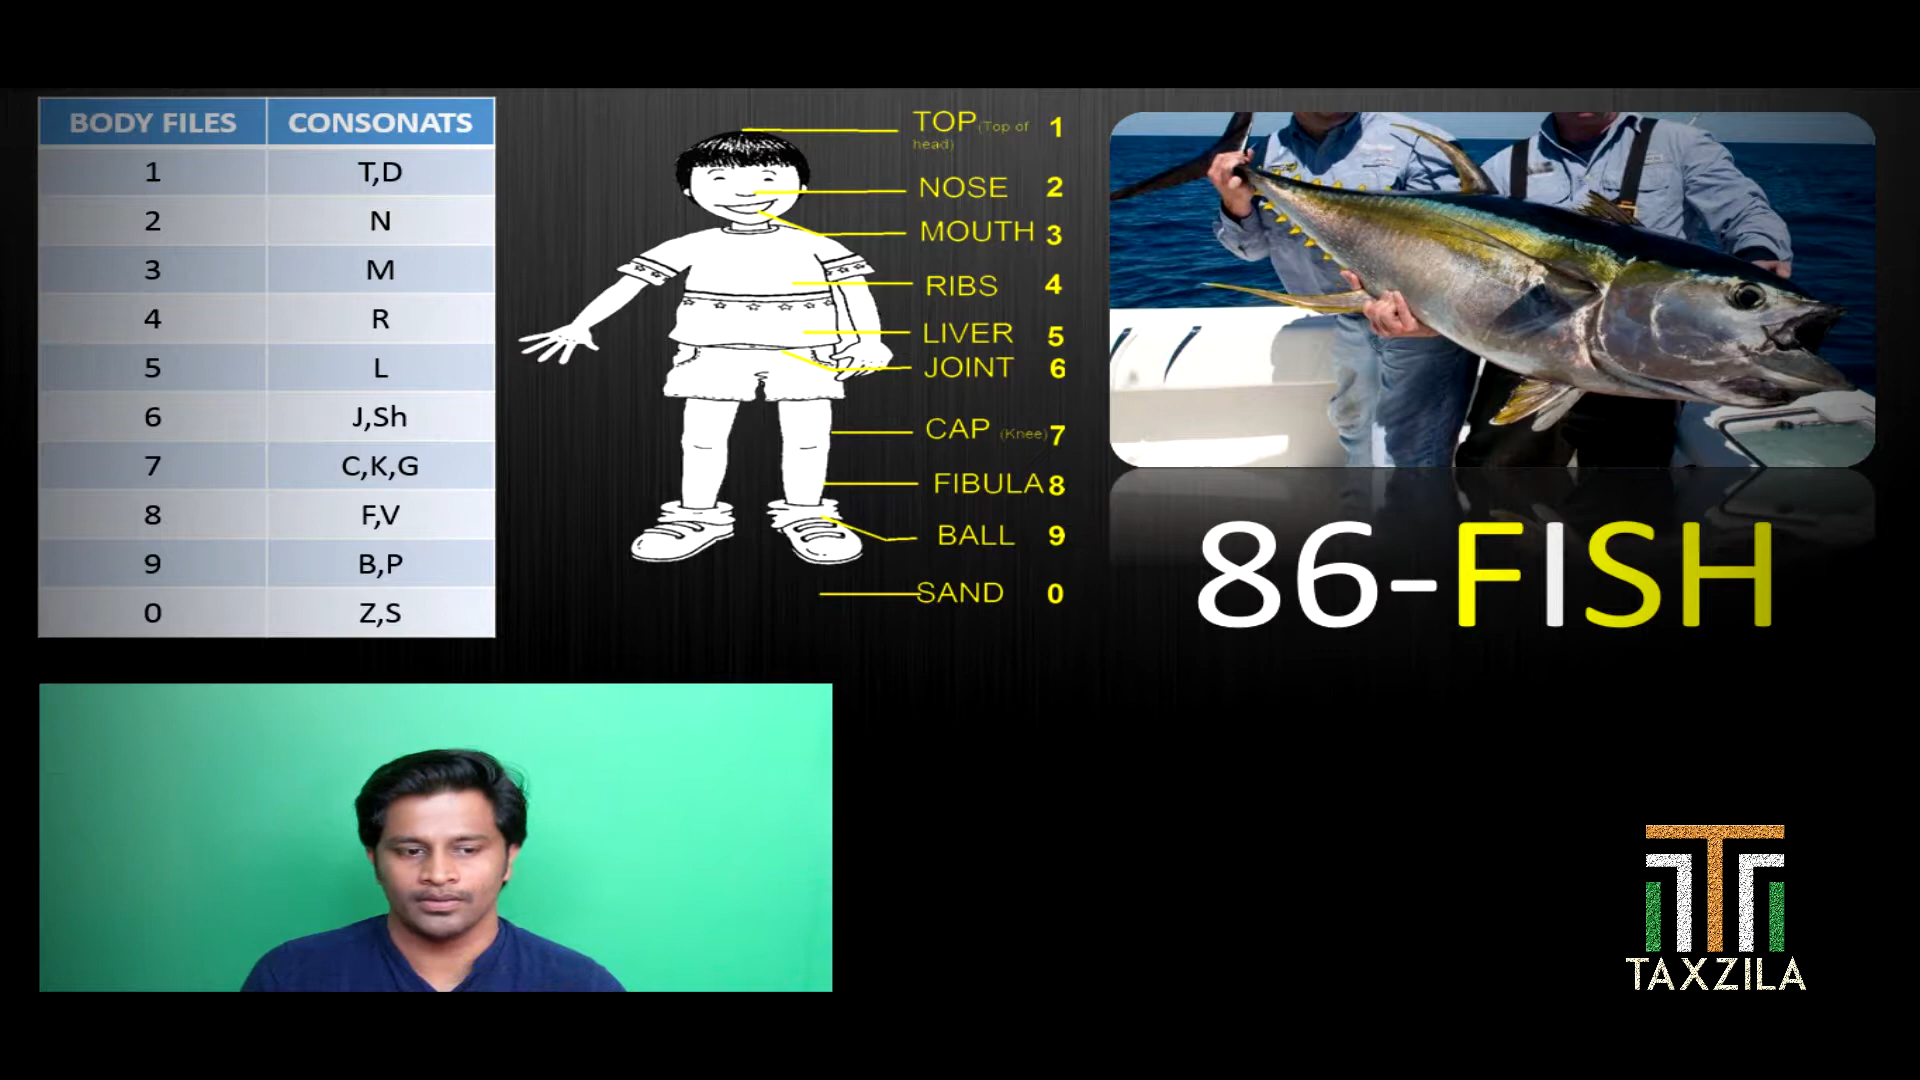 BODY FILES CONSONATS
1 T,D
2 N
3 M
4 R
5 L
6 J,Sh
7 C,K,G
8 F,V
9 B,P
0 Z,S
TOP (Top of 1
head)
NOSE 2
MOUTH 3
RIBS 4
LIVER 5
JOINT 6
CAP (Knee) 7
FIBULA 8
BALL 9
SAND 0
86-FISH
TAXZILA